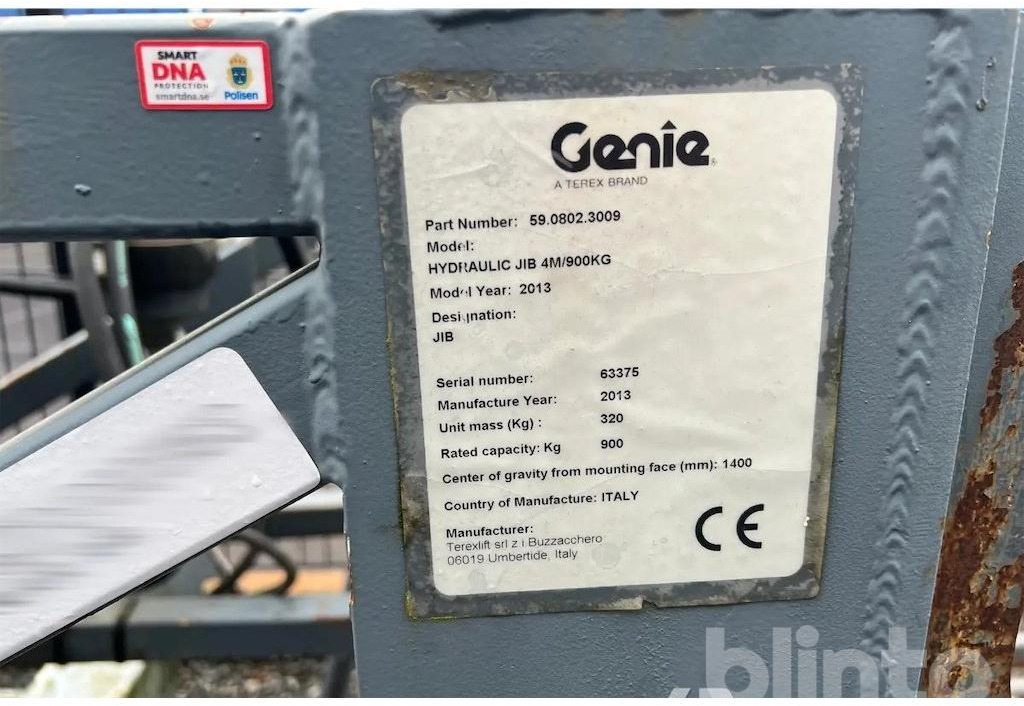 SMART
DNA
PROTECTION
smartdna.se
Polisen
Genie
A TEREX BRAND
Part Number: 59.0802.3009
Model:
HYDRAULIC JIB 4M/900KG
Model Year: 2013
Designation:
JIB
Serial number: 63375
Manufacture Year: 2013
Unit mass (Kg) : 320
Rated capacity: Kg 900
Center of gravity from mounting face (mm): 1400
Country of Manufacture: ITALY
Manufacturer:
Terexlift srl z i.Buzzacchero
06019 Umbertide, Italy
CE
blinto